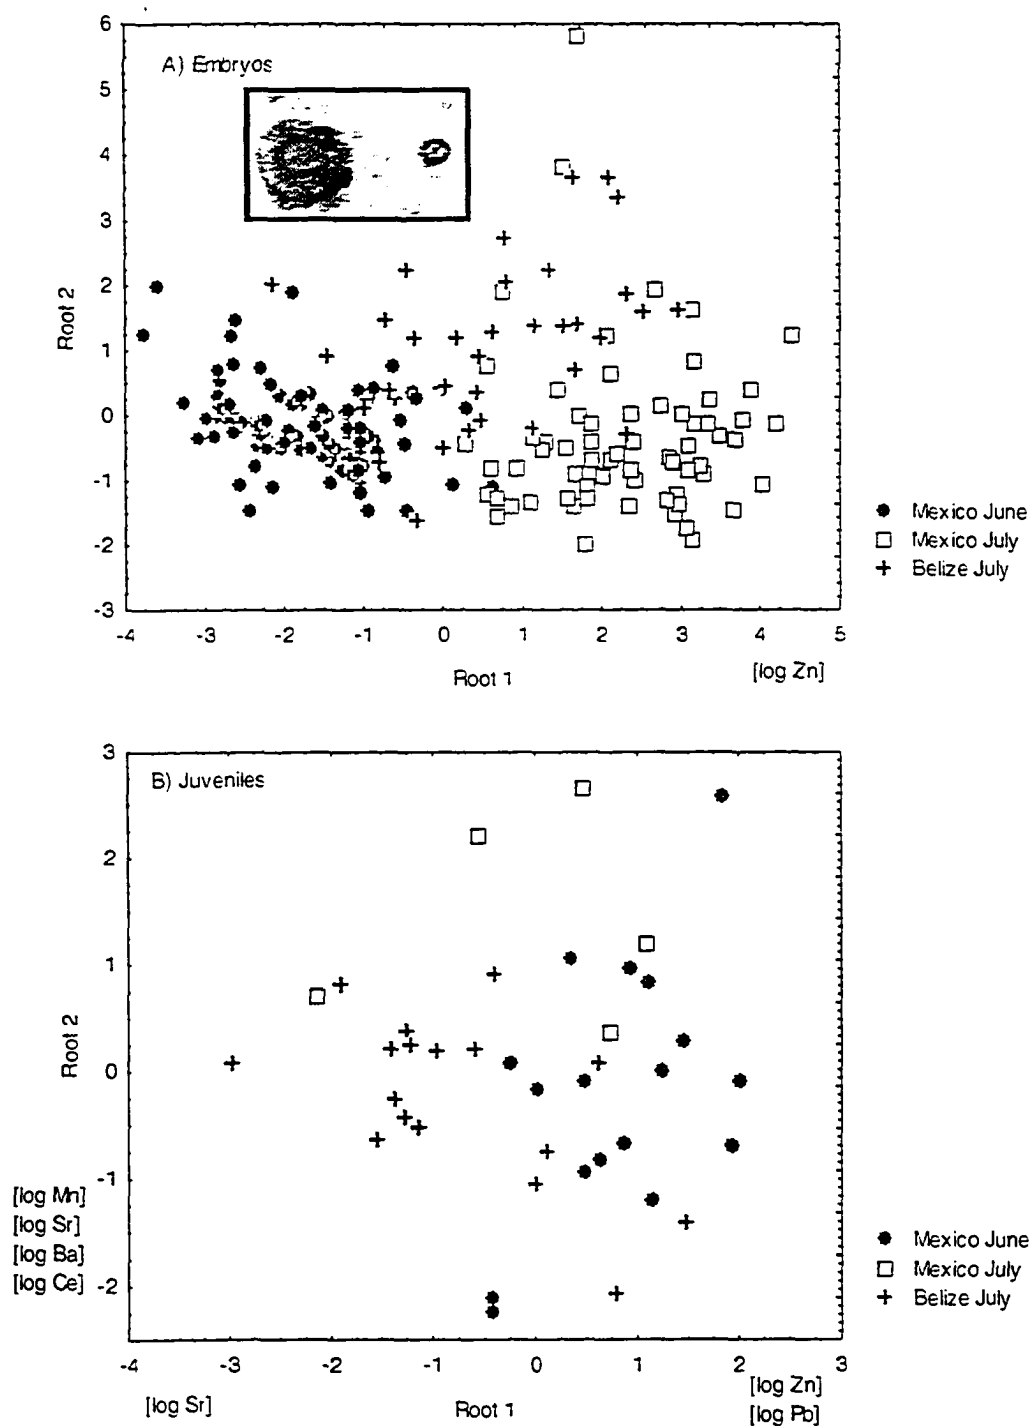 6
A) Embryos
5
4
3
2
1
0
-1
-2
-3
Root 2
-4 -3 -2 -1 0 1 2 3 4 5
Root 1 [log Zn]
Mexico June
Mexico July
Belize July
3
B) Juveniles
2
1
0
-1
-2
Root 2
[log Mn]
[log Sr]
[log Ba]
[log Ce]
Mexico June
Mexico July
Belize July
-4 -3 -2 -1 0 1 2 3
[log Sr] Root 1 [log Zn]
[log Pb]